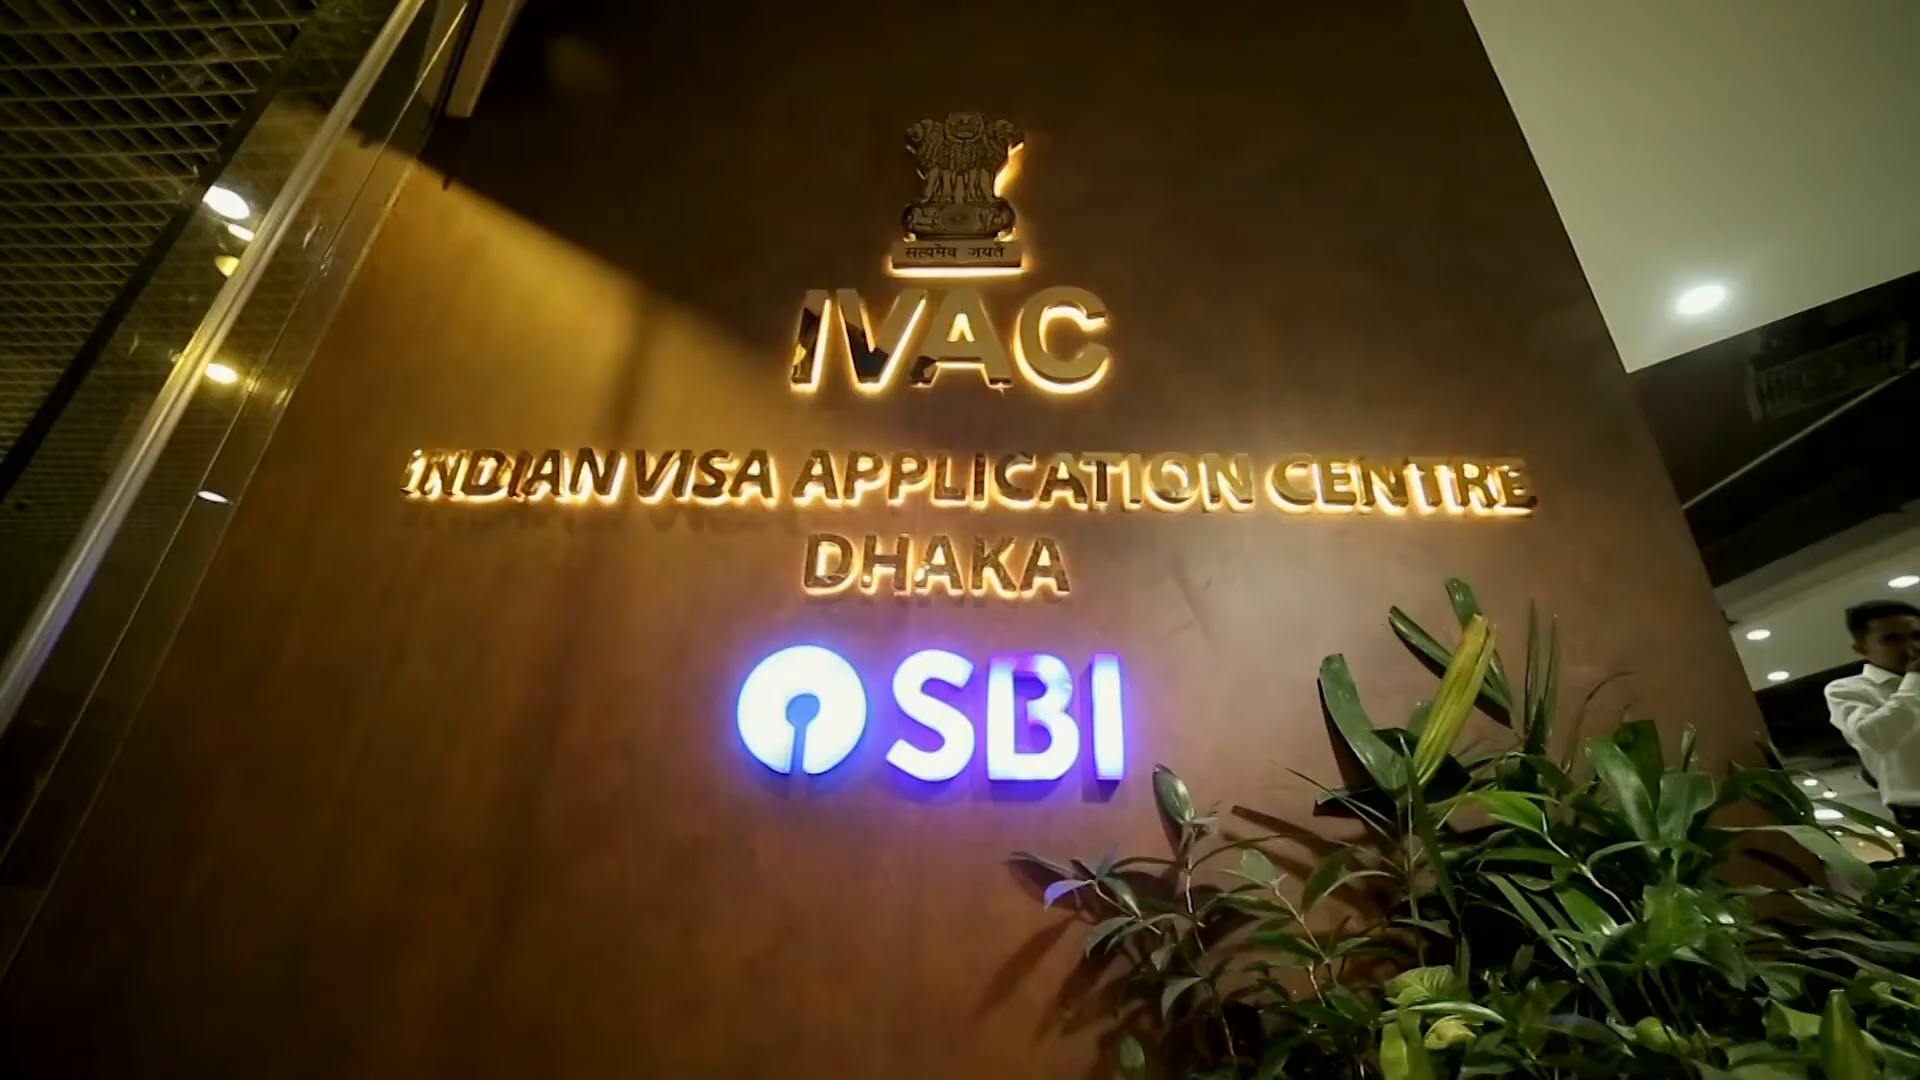 सत्यमेव जयते
IVAC
INDIAN VISA APPLICATION CENTRE
DHAKA
SBI